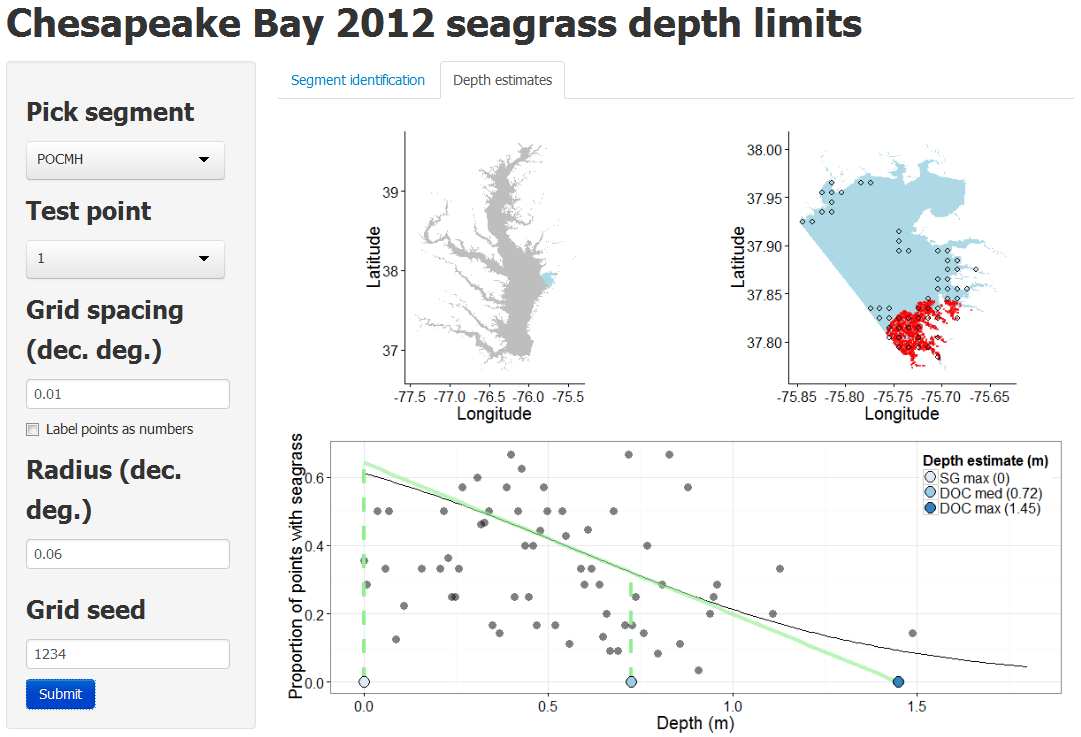 Chesapeake Bay 2012 seagrass depth limits
Pick segment
POCMH
Test point
1
Grid spacing
(dec. deg.)
0.01
Label points as numbers
Radius (dec.
deg.)
0.06
Grid seed
1234
Submit
Segment identification
Depth estimates
Latitude
39
38
37
-77.5 -77.0 -76.5 -76.0 -75.5
Longitude
Latitude
38.00
37.95
37.90
37.85
37.80
-75.85 -75.80 -75.75 -75.70 -75.65
Longitude
Proportion of points with seagrass
0.6
0.4
0.2
0.0
0.0 0.5 1.0 1.5
Depth (m)
Depth estimate (m)
SG max (0)
DOC med (0.72)
DOC max (1.45)